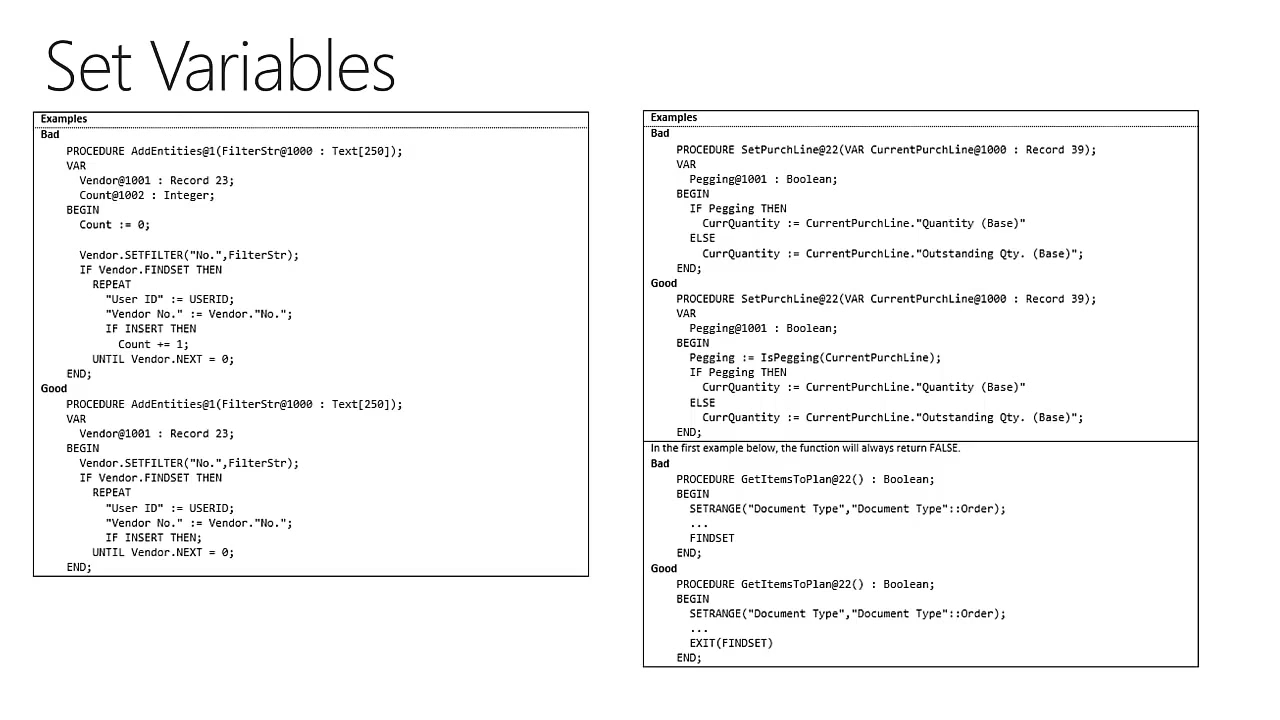 Set Variables
Examples
Bad
PROCEDURE AddEntities@1(FilterStr@1000 : Text[250]);
VAR
Vendor@1001 : Record 23;
Count@1002 : Integer;
BEGIN
Count := 0;
Vendor.SETFILTER("No.",FilterStr);
IF Vendor.FINDSET THEN
REPEAT
"User ID" := USERID;
"Vendor No." := Vendor."No.";
IF INSERT THEN
Count += 1;
UNTIL Vendor.NEXT = 0;
END;
Good
PROCEDURE AddEntities@1(FilterStr@1000 : Text[250]);
VAR
Vendor@1001 : Record 23;
BEGIN
Vendor.SETFILTER("No.",FilterStr);
IF Vendor.FINDSET THEN
REPEAT
"User ID" := USERID;
"Vendor No." := Vendor."No.";
IF INSERT THEN;
UNTIL Vendor.NEXT = 0;
END;
Examples
Bad
PROCEDURE SetPurchLine@22(VAR CurrentPurchLine@1000 : Record 39);
VAR
Pegging@1001 : Boolean;
BEGIN
IF Pegging THEN
CurrQuantity := CurrentPurchLine."Quantity (Base)"
ELSE
CurrQuantity := CurrentPurchLine."Outstanding Qty. (Base)";
END;
Good
PROCEDURE SetPurchLine@22(VAR CurrentPurchLine@1000 : Record 39);
VAR
Pegging@1001 : Boolean;
BEGIN
Pegging := IsPegging(CurrentPurchLine);
IF Pegging THEN
CurrQuantity := CurrentPurchLine."Quantity (Base)"
ELSE
CurrQuantity := CurrentPurchLine."Outstanding Qty. (Base)";
END;
In the first example below, the function will always return FALSE.
Bad
PROCEDURE GetItemsToPlan@22() : Boolean;
BEGIN
SETRANGE("Document Type","Document Type"::Order);
...
FINDSET
END;
Good
PROCEDURE GetItemsToPlan@22() : Boolean;
BEGIN
SETRANGE("Document Type","Document Type"::Order);
...
EXIT(FINDSET)
END;